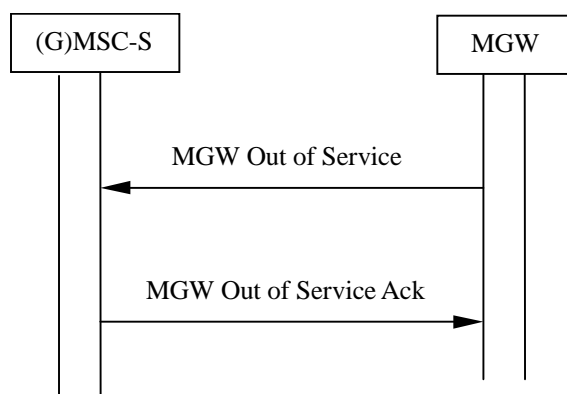 (G)MSC-S
MGW
MGW Out of Service
MGW Out of Service Ack